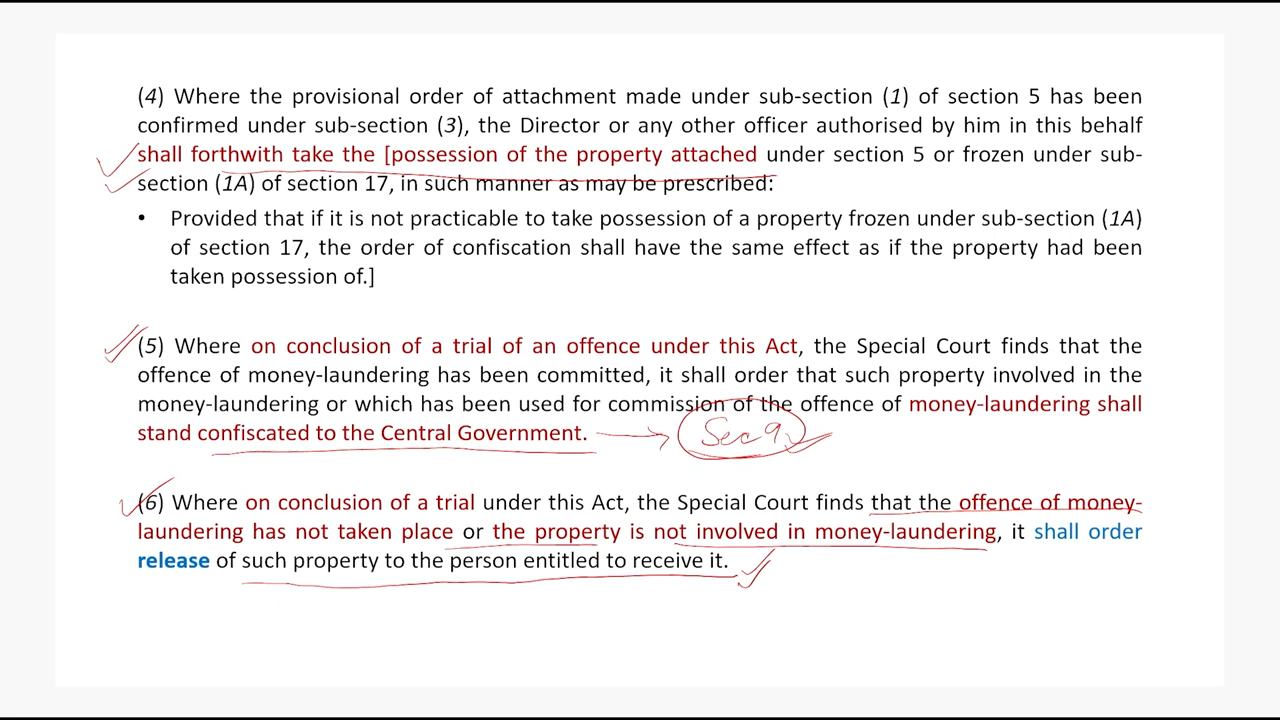 (4) Where the provisional order of attachment made under sub-section (1) of section 5 has been
confirmed under sub-section (3), the Director or any other officer authorised by him in this behalf
shall forthwith take the [possession of the property attached under section 5 or frozen under sub-
section (1A) of section 17, in such manner as may be prescribed:
• Provided that if it is not practicable to take possession of a property frozen under sub-section (1A)
of section 17, the order of confiscation shall have the same effect as if the property had been
taken possession of.]
(5) Where on conclusion of a trial of an offence under this Act, the Special Court finds that the
offence of money-laundering has been committed, it shall order that such property involved in the
money-laundering or which has been used for commission of the offence of money-laundering shall
stand confiscated to the Central Government. → Sec 9
(6) Where on conclusion of a trial under this Act, the Special Court finds that the offence of money-
laundering has not taken place or the property is not involved in money-laundering, it shall order
release of such property to the person entitled to receive it.